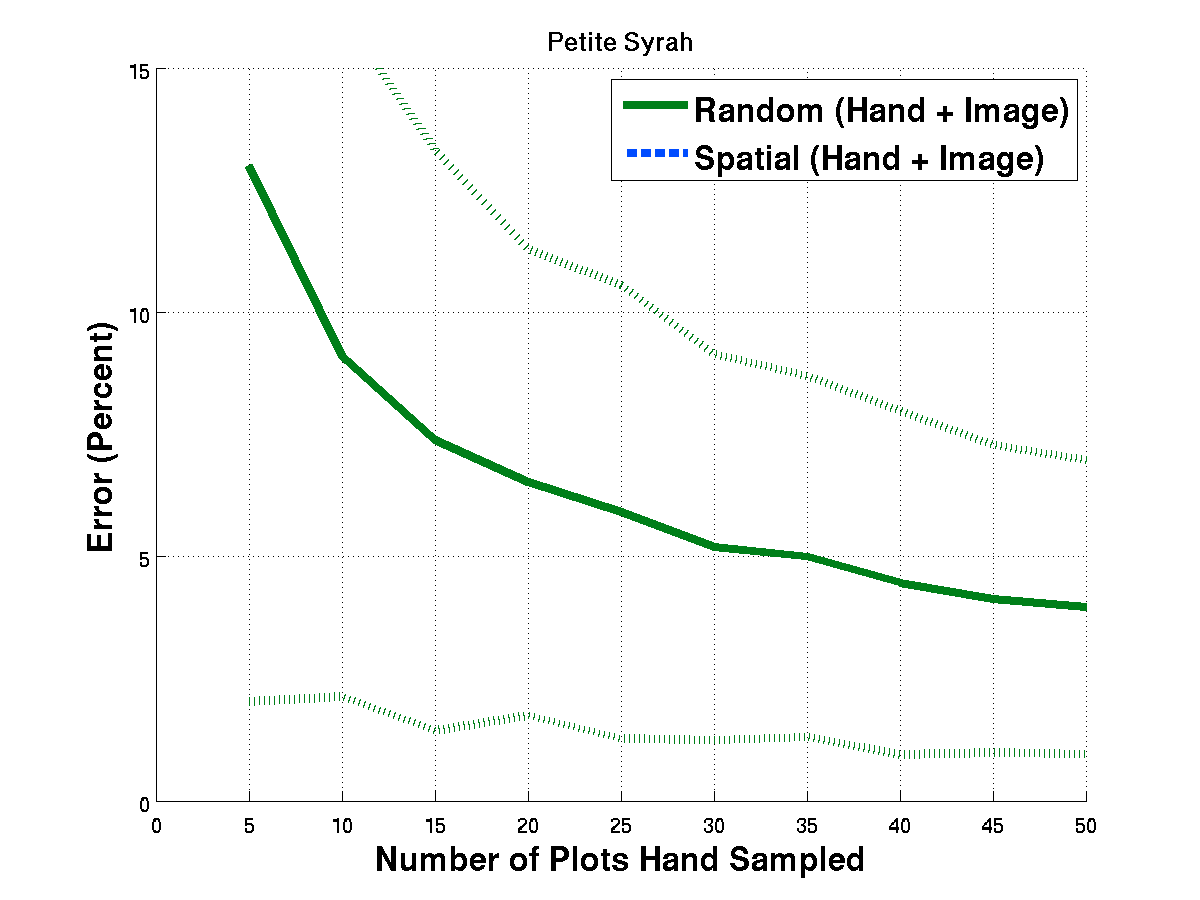 Petite Syrah
Random (Hand + Image)
Spatial (Hand + Image)
15
10
5
0
Error (Percent)
0 5 10 15 20 25 30 35 40 45 50
Number of Plots Hand Sampled